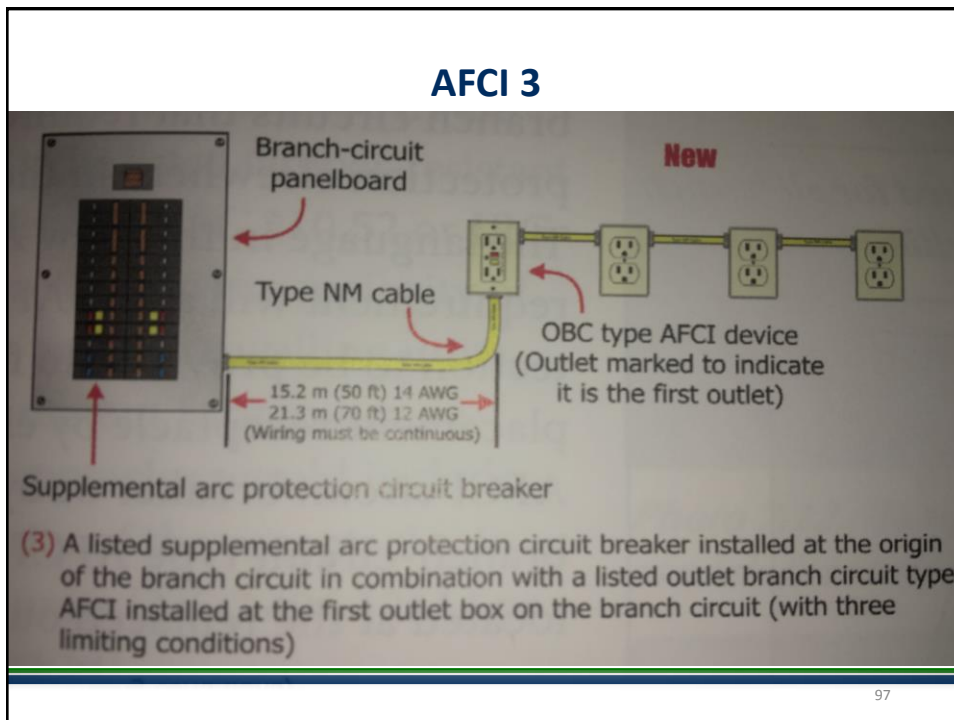 AFCI 3
Branch-circuit
panelboard
New
Type NM cable
OBC type AFCI device
(Outlet marked to indicate
it is the first outlet)
15.2 m (50 ft) 14 AWG
21.3 m (70 ft) 12 AWG
(Wiring must be continuous)
Supplemental arc protection circuit breaker
(3) A listed supplemental arc protection circuit breaker installed at the origin
of the branch circuit in combination with a listed outlet branch circuit type
AFCI installed at the first outlet box on the branch circuit (with three
limiting conditions)
97